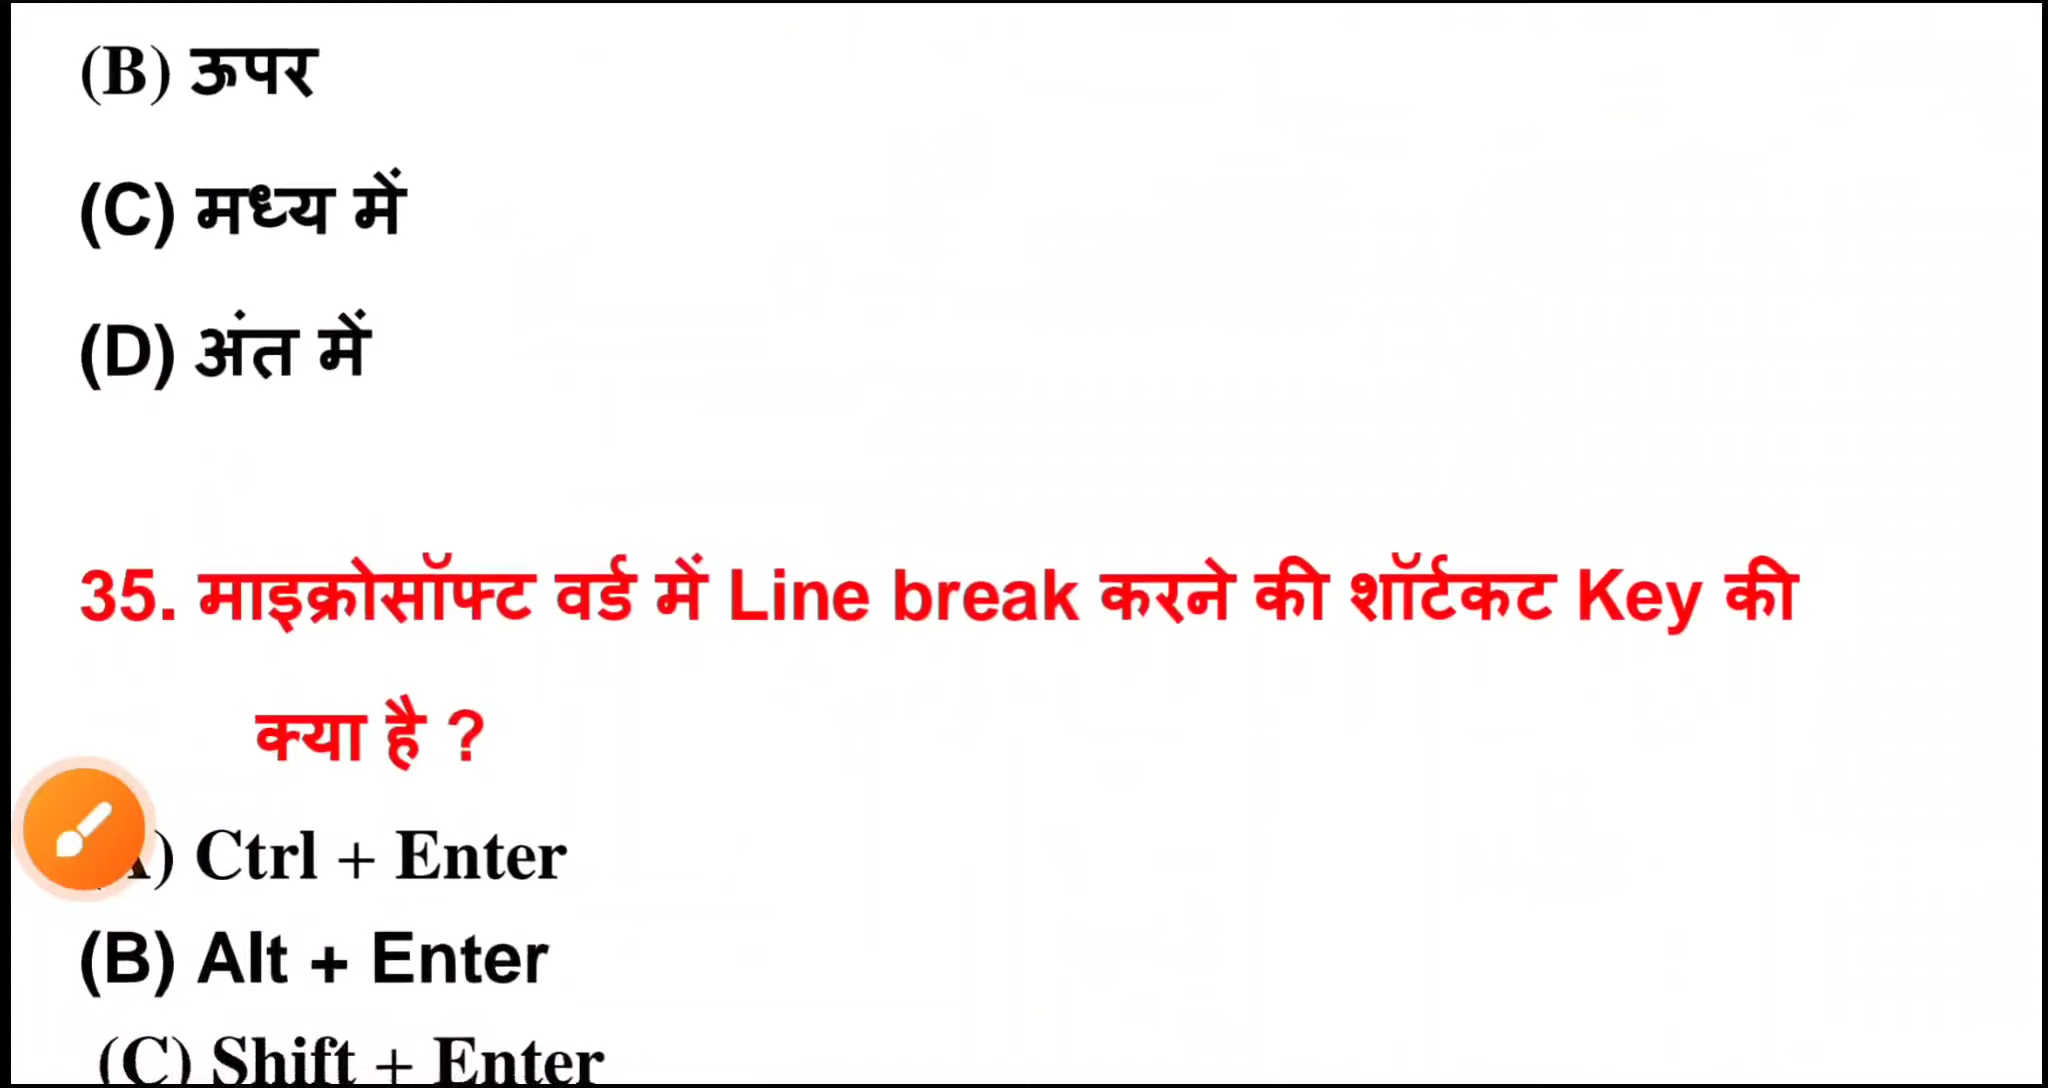 (B) ऊपर
(C) मध्य में
(D) अंत में
35. माइक्रोसॉफ्ट वर्ड में Line break करने की शॉर्टकट Key की
क्या है ?
) Ctrl + Enter
(B) Alt + Enter
(C) Shift + Enter